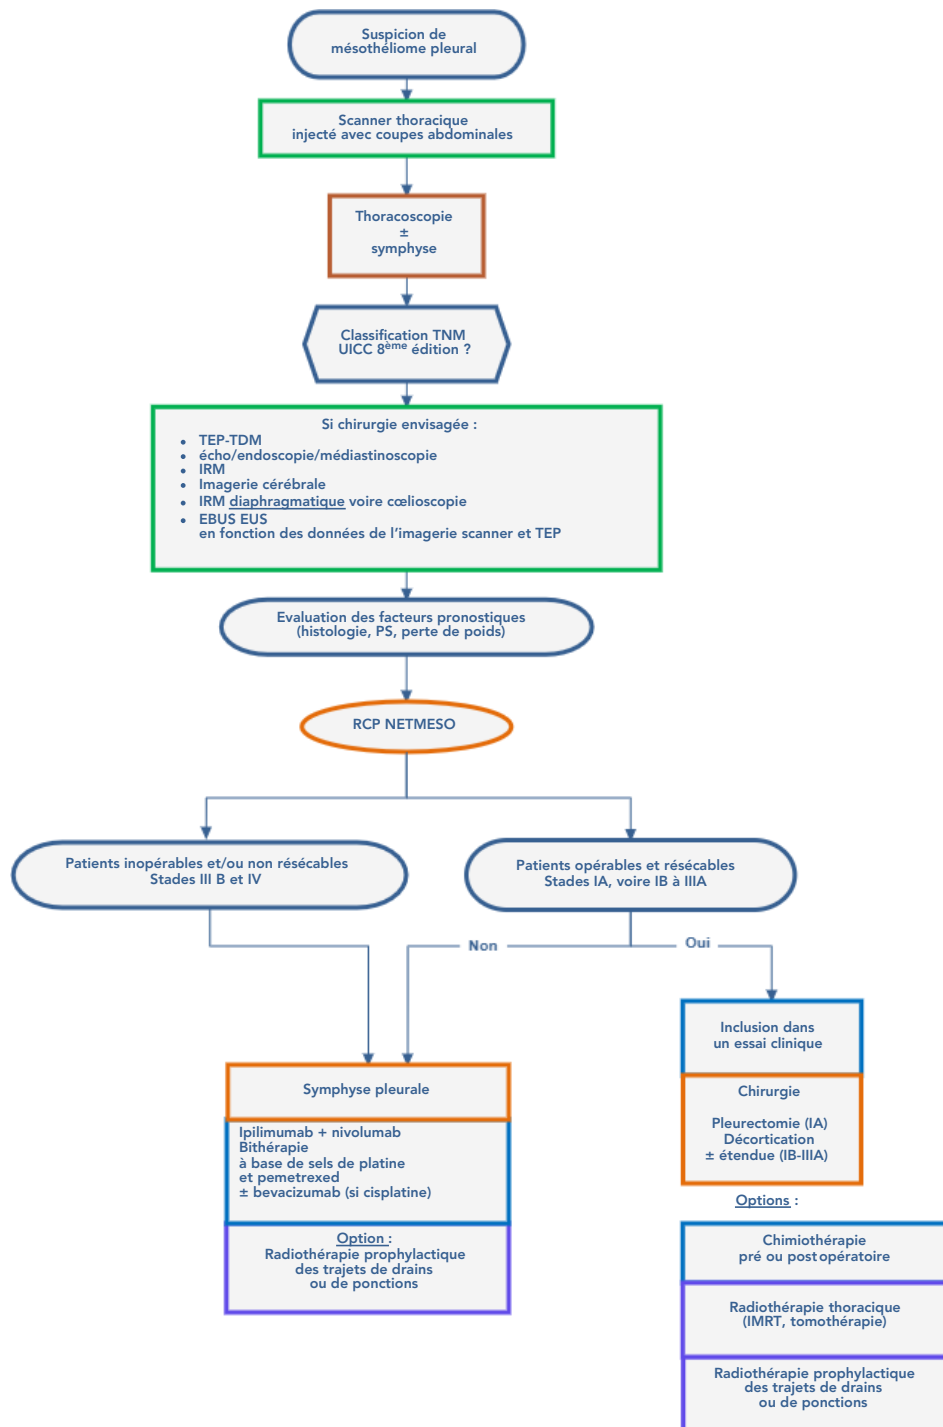 Suspicion de
mésothéliome pleural
Scanner thoracique
injecté avec coupes abdominales
Thoracoscopie
±
symphyse
Classification TNM
UICC 8ème édition ?
Si chirurgie envisagée :
• TEP-TDM
• écho/endoscopie/médiastinoscopie
• IRM
• Imagerie cérébrale
• IRM diaphragmatique voire cœlioscopie
• EBUS EUS
en fonction des données de l'imagerie scanner et TEP
Evaluation des facteurs pronostiques
(histologie, PS, perte de poids)
RCP NETMESO
Patients inopérables et/ou non résécables
Stades III B et IV
Patients opérables et résécables
Stades IA, voire IB à IIIA
Non
Oui
Inclusion dans
un essai clinique
Chirurgie
Pleurectomie (IA)
Décortication
± étendue (IB-IIIA)
Symphyse pleurale
Ipilimumab + nivolumab
Bithérapie
à base de sels de platine
et pemetrexed
± bevacizumab (si cisplatine)
Option :
Radiothérapie prophylactique
des trajets de drains
ou de ponctions
Options :
Chimiothérapie
pré ou postopératoire
Radiothérapie thoracique
(IMRT, tomothérapie)
Radiothérapie prophylactique
des trajets de drains
ou de ponctions